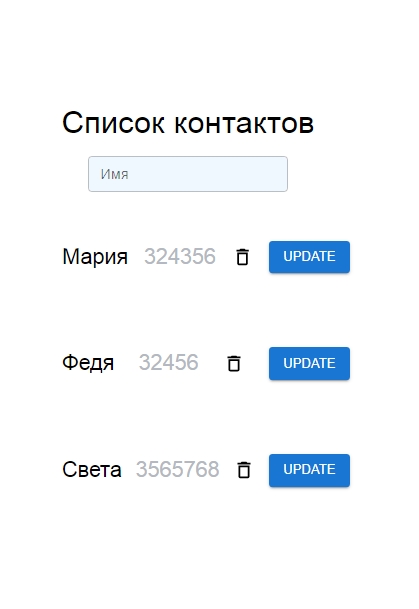 Список контактов
Имя
Мария 324356 UPDATE
Федя 32456 UPDATE
Света 3565768 UPDATE